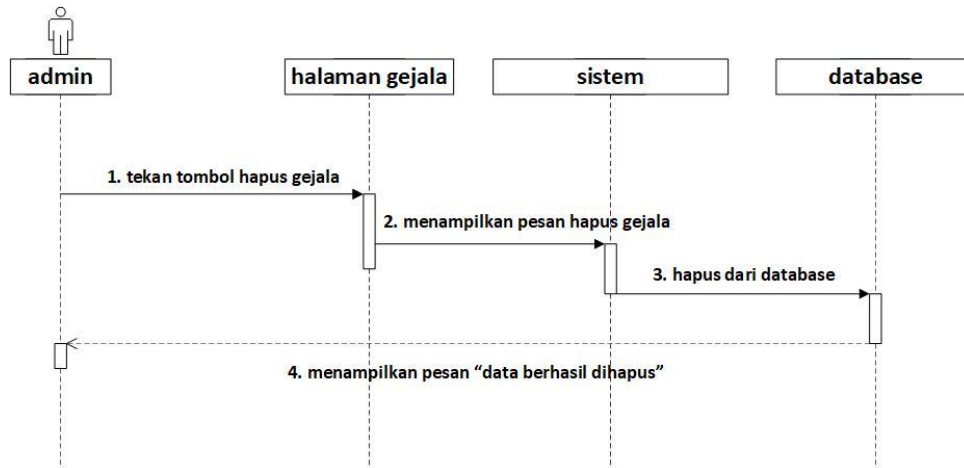 admin
halaman gejala
sistem
database
1. tekan tombol hapus gejala
2. menampilkan pesan hapus gejala
3. hapus dari database
4. menampilkan pesan “data berhasil dihapus”